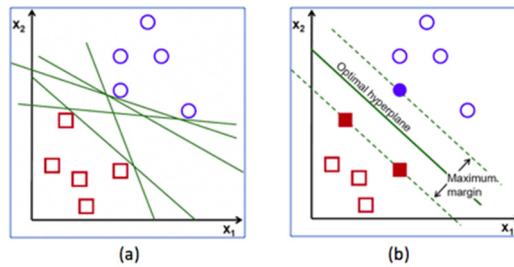 x₂
x₁
(a)
x₂
Optimal hyperplane
Maximum.
margin
x₁
(b)